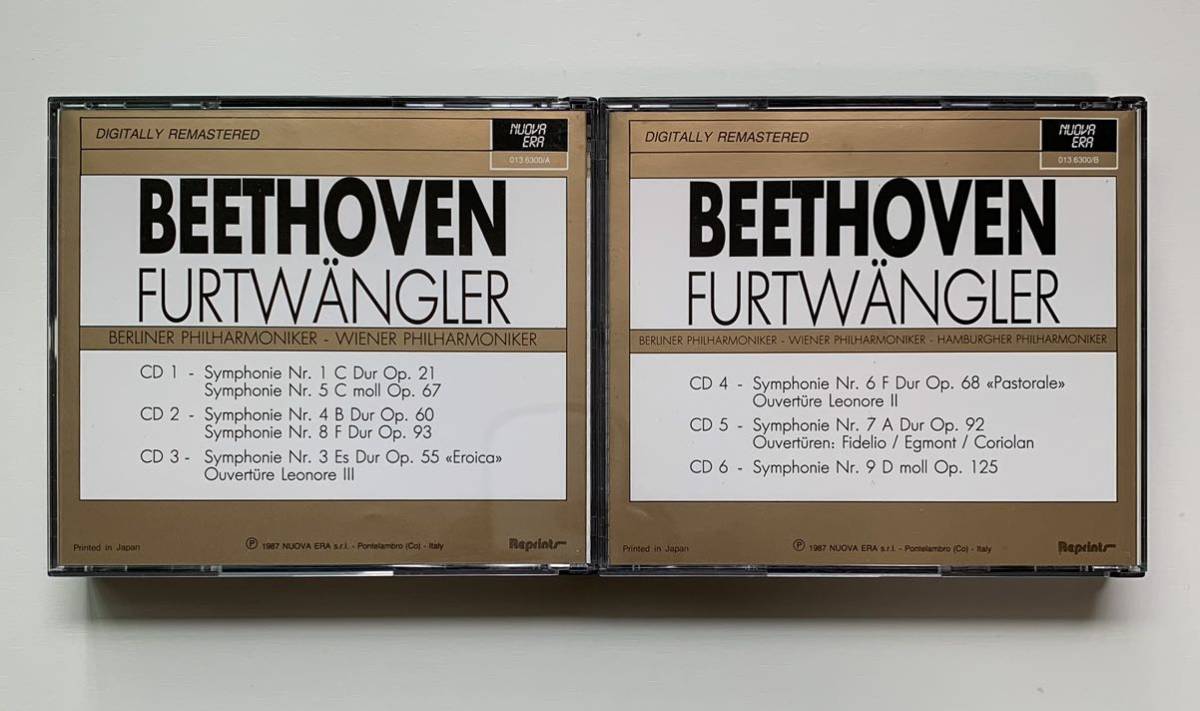 DIGITALLY REMASTERED
NUOVA
ERA
013.6300/A
BEETHOVEN
FURTWÄNGLER
BERLINER PHILHARMONIKER - WIENER PHILHARMONIKER
CD 1 - Symphonie Nr. 1 C Dur Op. 21
Symphonie Nr. 5 C moll Op. 67
CD 2 - Symphonie Nr. 4 B Dur Op. 60
Symphonie Nr. 8 F Dur Op. 93
CD 3 - Symphonie Nr. 3 Es Dur Op. 55 «Eroica»
Ouvertüre Leonore III
Printed in Japan
Ⓟ 1987 NUOVA ERA s.r.l. - Pontelambro (Co) - Italy
Reprints
DIGITALLY REMASTERED
NUOVA
ERA
013.6300/B
BEETHOVEN
FURTWÄNGLER
BERLINER PHILHARMONIKER - WIENER PHILHARMONIKER - HAMBURGHER PHILHARMONIKER
CD 4 - Symphonie Nr. 6 F Dur Op. 68 «Pastorale»
Ouvertüre Leonore II
CD 5 - Symphonie Nr. 7 A Dur Op. 92
Ouvertüren: Fidelio / Egmont / Coriolan
CD 6 - Symphonie Nr. 9 D moll Op. 125
Printed in Japan
Ⓟ 1987 NUOVA ERA s.r.l. - Pontelambro (Co) - Italy
Reprints